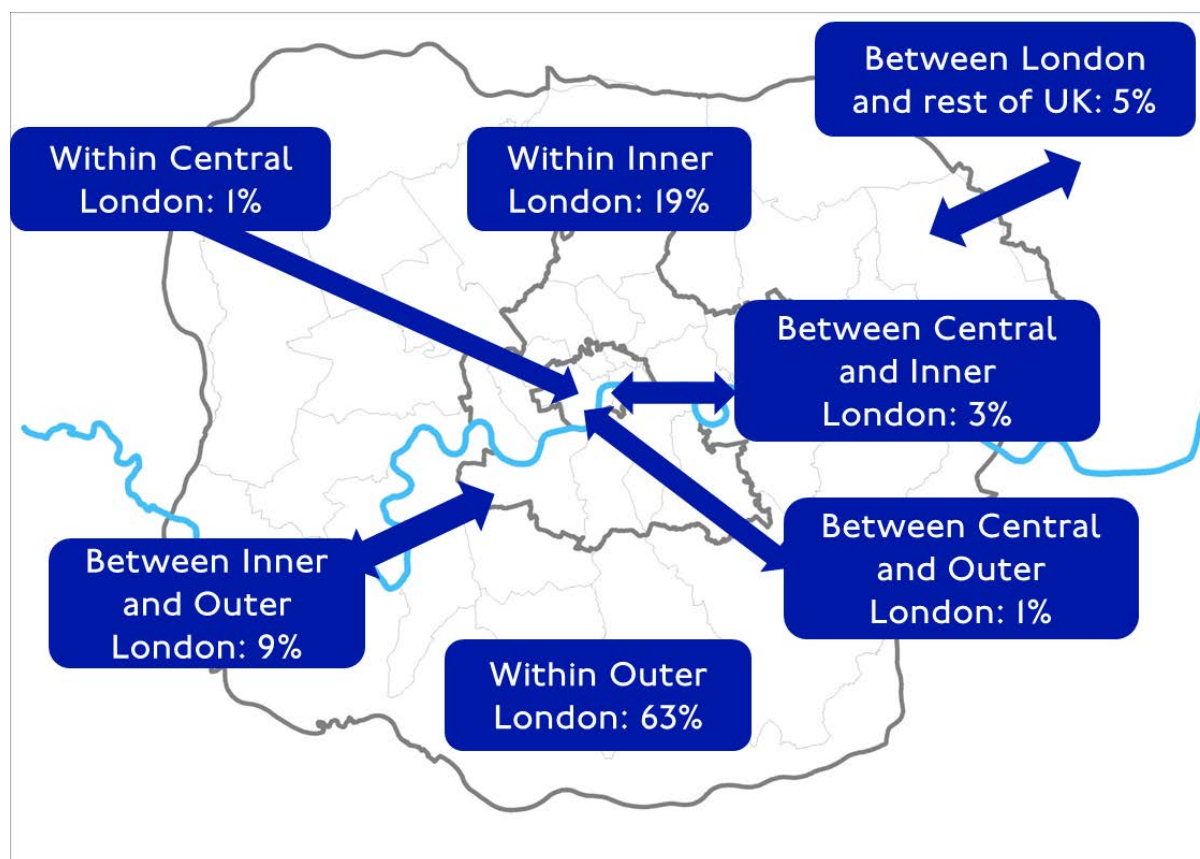 Between London
and rest of UK: 5%
Within Central
London: 1%
Within Inner
London: 19%
Between Central
and Inner
London: 3%
Between Inner
and Outer
London: 9%
Between Central
and Outer
London: 1%
Within Outer
London: 63%